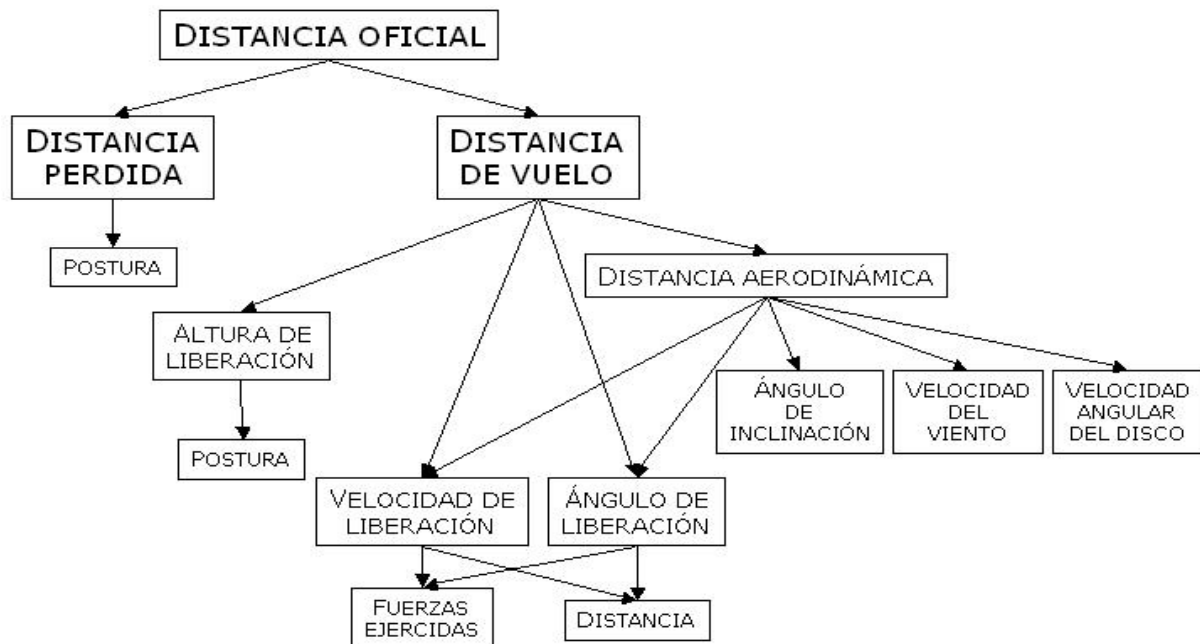 DISTANCIA OFICIAL
DISTANCIA
PERDIDA
DISTANCIA
DE VUELO
POSTURA
DISTANCIA AERODINÁMICA
ALTURA DE
LIBERACIÓN
ÁNGULO
DE
INCLINACIÓN
VELOCIDAD
DEL
VIENTO
VELOCIDAD
ANGULAR
DEL DISCO
POSTURA
VELOCIDAD DE
LIBERACIÓN
ÁNGULO DE
LIBERACIÓN
FUERZAS
EJERCIDAS
DISTANCIA